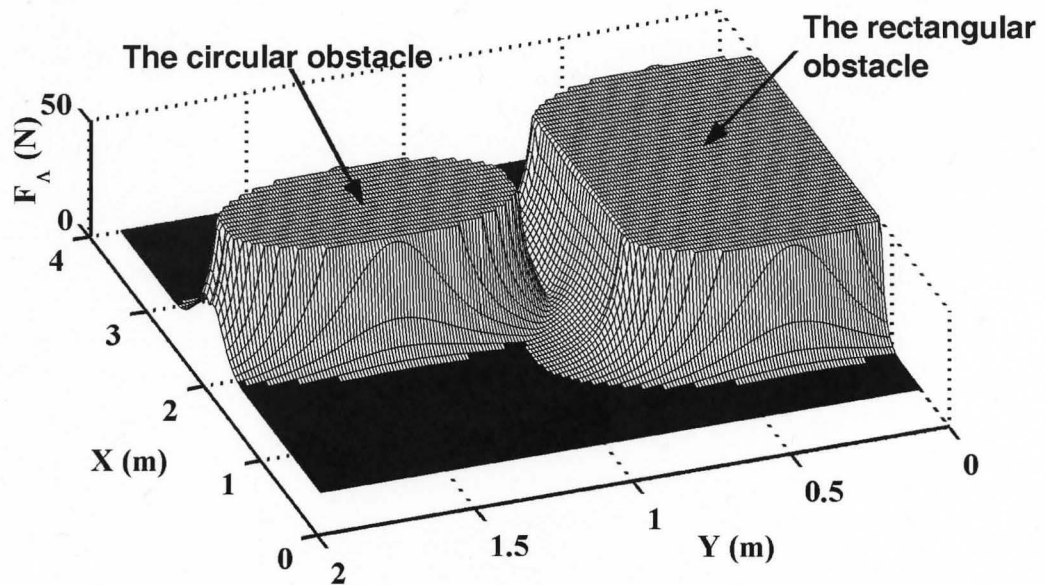 The circular obstacle
The rectangular
obstacle
50
0
F_Λ (N)
4
3
2
1
0
X (m)
2
1.5
1
0.5
0
Y (m)